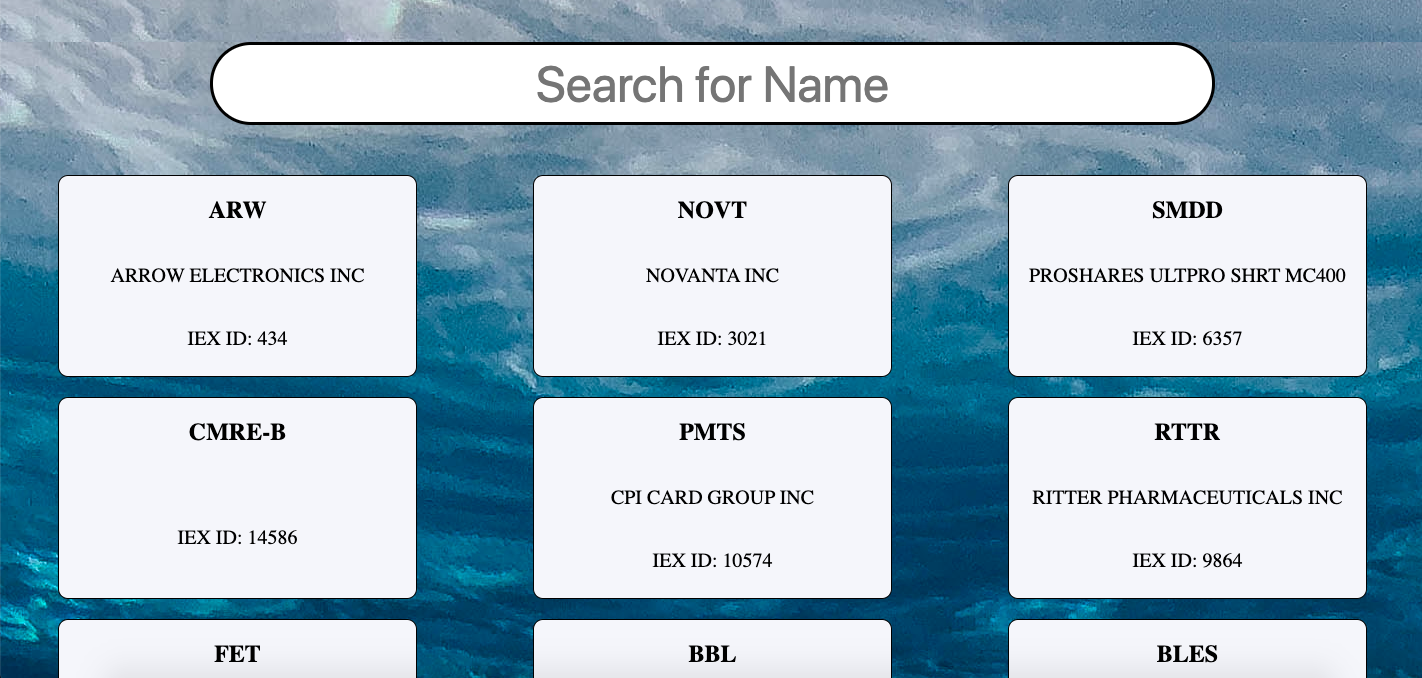 Search for Name
ARW
ARROW ELECTRONICS INC
IEX ID: 434
NOVT
NOVANTA INC
IEX ID: 3021
SMDD
PROSHARES ULTPRO SHRT MC400
IEX ID: 6357
CMRE-B
IEX ID: 14586
PMTS
CPI CARD GROUP INC
IEX ID: 10574
RTTR
RITTER PHARMACEUTICALS INC
IEX ID: 9864
FET
BBL
BLES